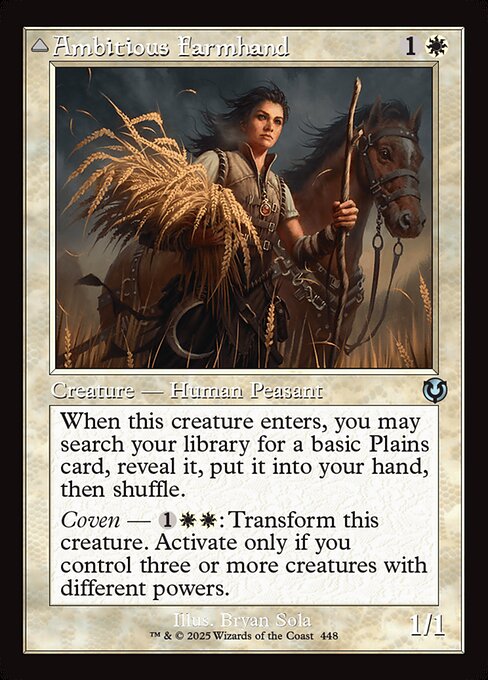 Ambitious Farmhand 1
Creature — Human Peasant
When this creature enters, you may
search your library for a basic Plains
card, reveal it, put it into your hand,
then shuffle.
Coven — 1: Transform this
creature. Activate only if you
control three or more creatures with
different powers.
Illus. Bryan Sola
1/1
™ & © 2025 Wizards of the Coast 448